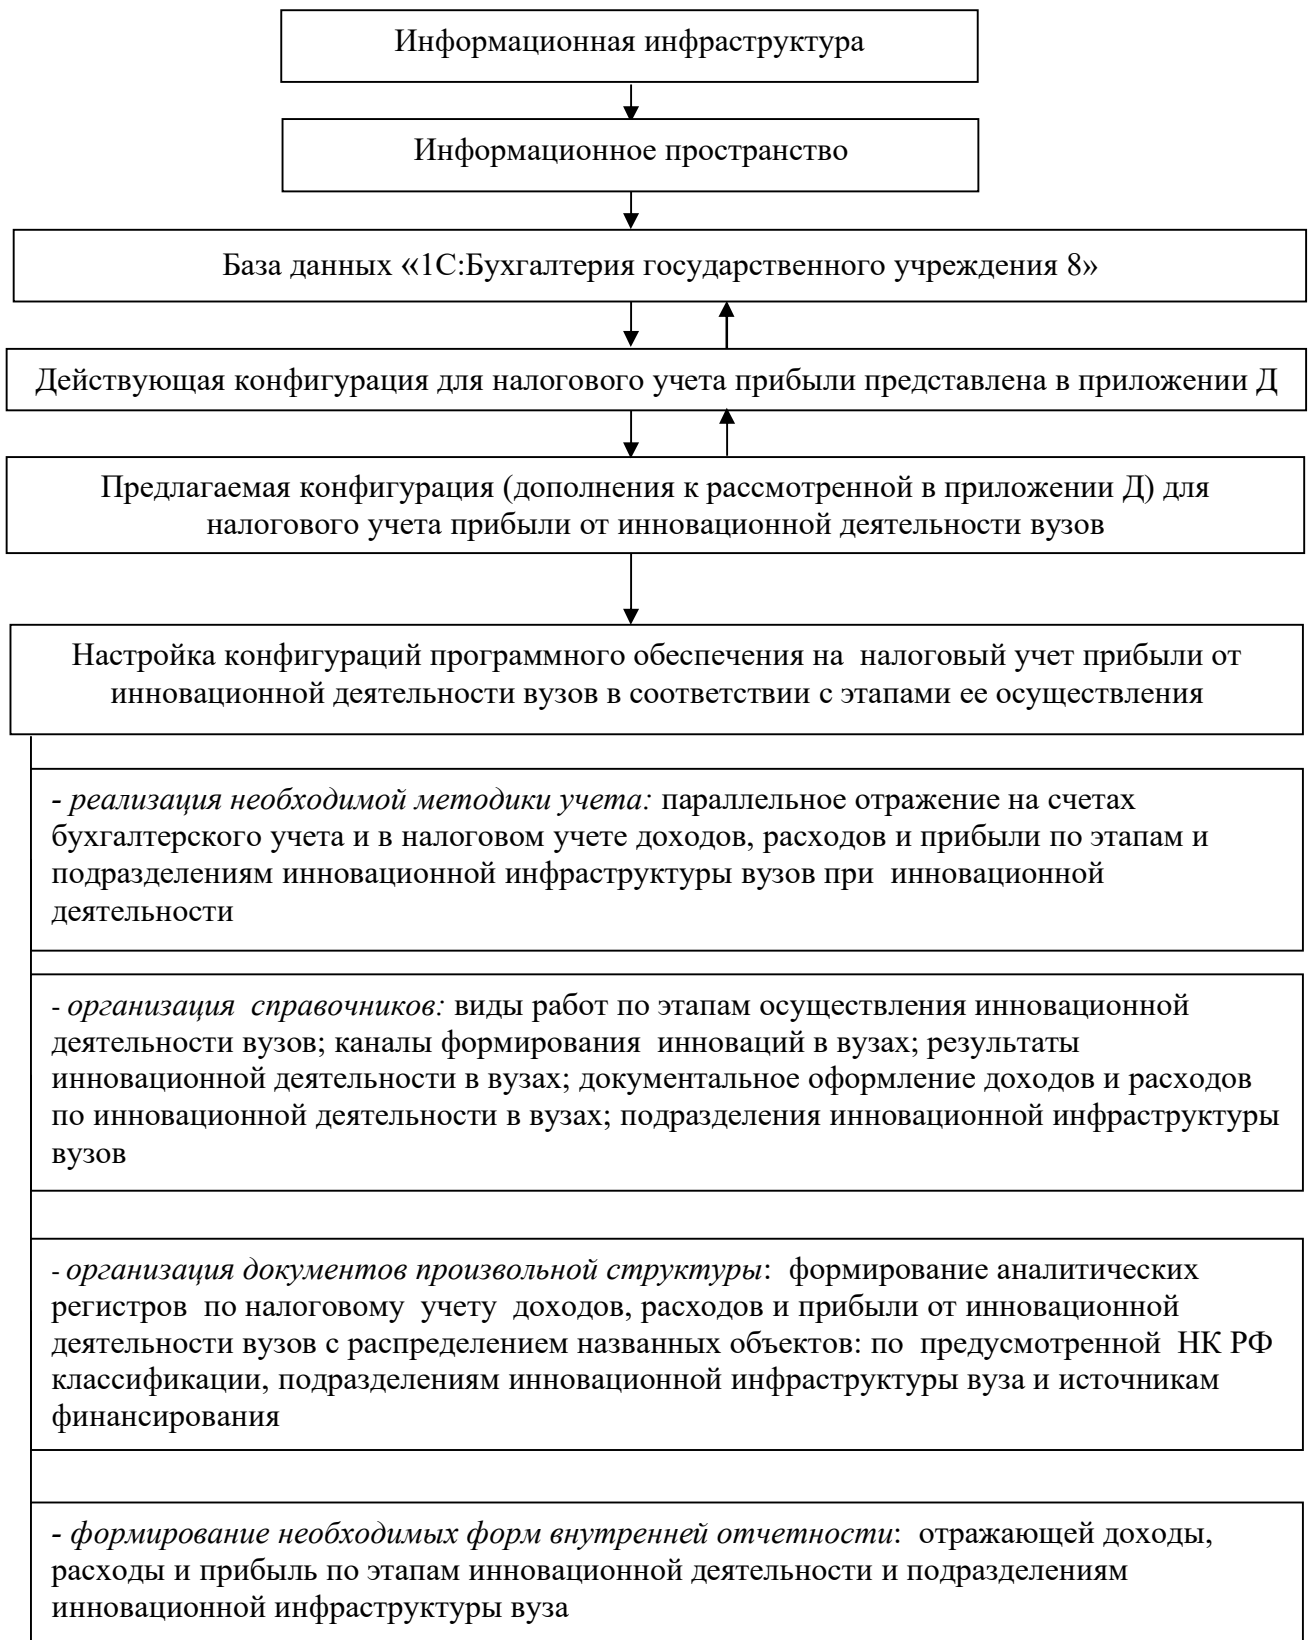 Информационная инфраструктура
Информационное пространство
База данных «1С:Бухгалтерия государственного учреждения 8»
Действующая конфигурация для налогового учета прибыли представлена в приложении Д
Предлагаемая конфигурация (дополнения к рассмотренной в приложении Д) для
налогового учета прибыли от инновационной деятельности вузов
Настройка конфигураций программного обеспечения на налоговый учет прибыли от
инновационной деятельности вузов в соответствии с этапами ее осуществления
- реализация необходимой методики учета: параллельное отражение на счетах
бухгалтерского учета и в налоговом учете доходов, расходов и прибыли по этапам и
подразделениям инновационной инфраструктуры вузов при инновационной
деятельности
- организация справочников: виды работ по этапам осуществления инновационной
деятельности вузов; каналы формирования инноваций в вузах; результаты
инновационной деятельности в вузах; документальное оформление доходов и расходов
по инновационной деятельности в вузах; подразделения инновационной инфраструктуры
вузов
- организация документов произвольной структуры: формирование аналитических
регистров по налоговому учету доходов, расходов и прибыли от инновационной
деятельности вузов с распределением названных объектов: по предусмотренной НК РФ
классификации, подразделениям инновационной инфраструктуры вуза и источникам
финансирования
- формирование необходимых форм внутренней отчетности: отражающей доходы,
расходы и прибыль по этапам инновационной деятельности и подразделениям
инновационной инфраструктуры вуза